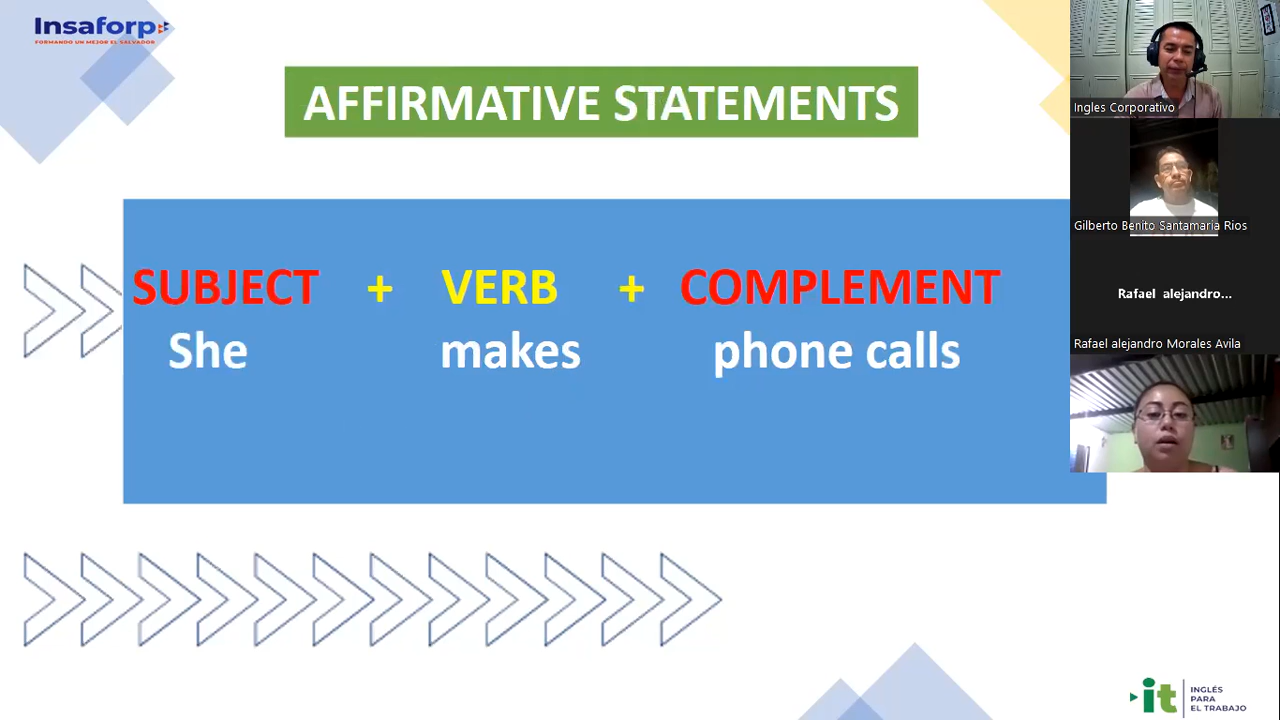 Insaforp
FORMANDO UN MEJOR EL SALVADOR
AFFIRMATIVE STATEMENTS
SUBJECT + VERB + COMPLEMENT
She makes phone calls
Ingles Corporativo
Gilberto Benito Santamaria Rios
Rafael alejandro...
Rafael alejandro Morales Avila
it
INGLÉS
PARA
EL TRABAJO